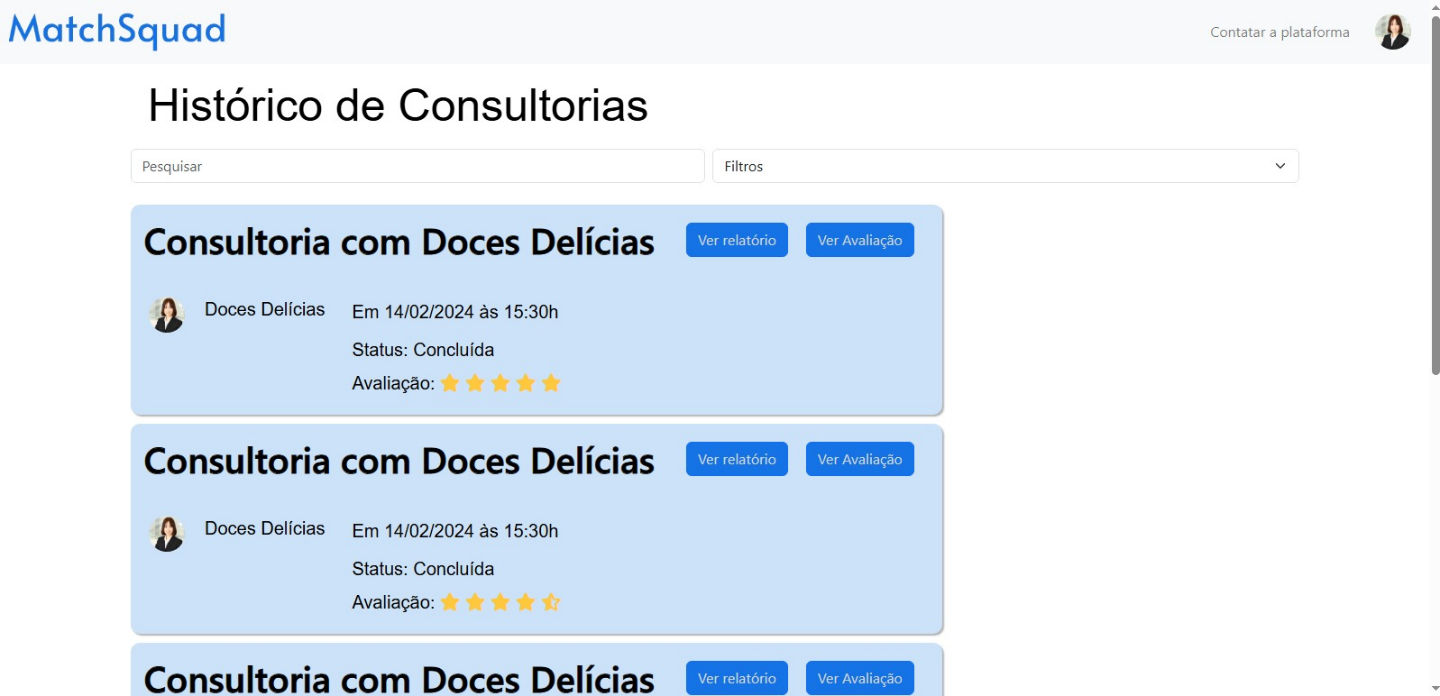 MatchSquad
Contatar a plataforma
Histórico de Consultorias
Pesquisar
Filtros
Consultoria com Doces Delícias
Ver relatório
Ver Avaliação
Doces Delícias
Em 14/02/2024 às 15:30h
Status: Concluída
Avaliação:
Consultoria com Doces Delícias
Ver relatório
Ver Avaliação
Doces Delícias
Em 14/02/2024 às 15:30h
Status: Concluída
Avaliação:
Consultoria com Doces Delícias
Ver relatório
Ver Avaliação